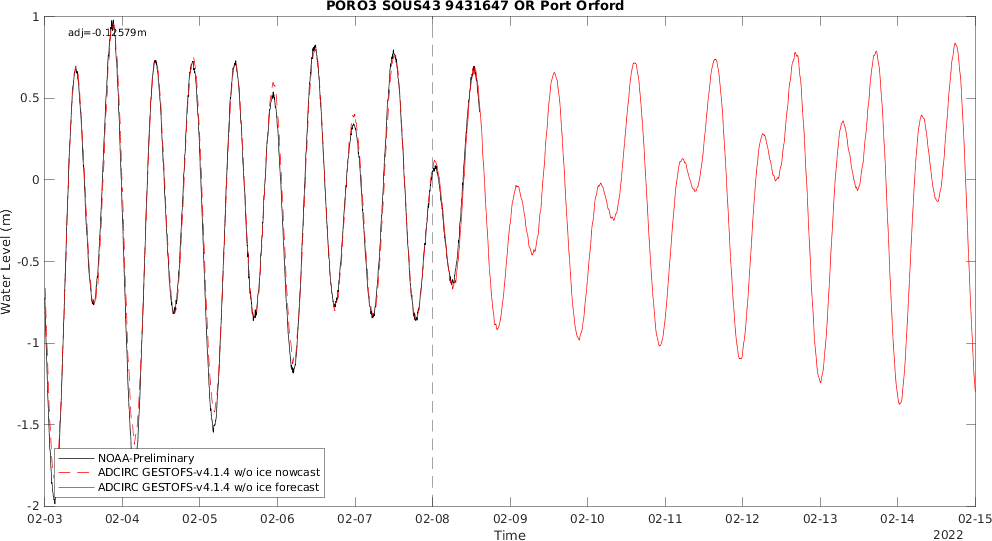 PORO3 SOUS43 9431647 OR Port Orford
adj=-0.12579m
1
0.5
0
-0.5
-1
-1.5
-2
Water Level (m)
NOAA-Preliminary
ADCIRC GESTOFS-v4.1.4 w/o ice nowcast
ADCIRC GESTOFS-v4.1.4 w/o ice forecast
02-03 02-04 02-05 02-06 02-07 02-08 02-09 02-10 02-11 02-12 02-13 02-14 02-15
Time
2022